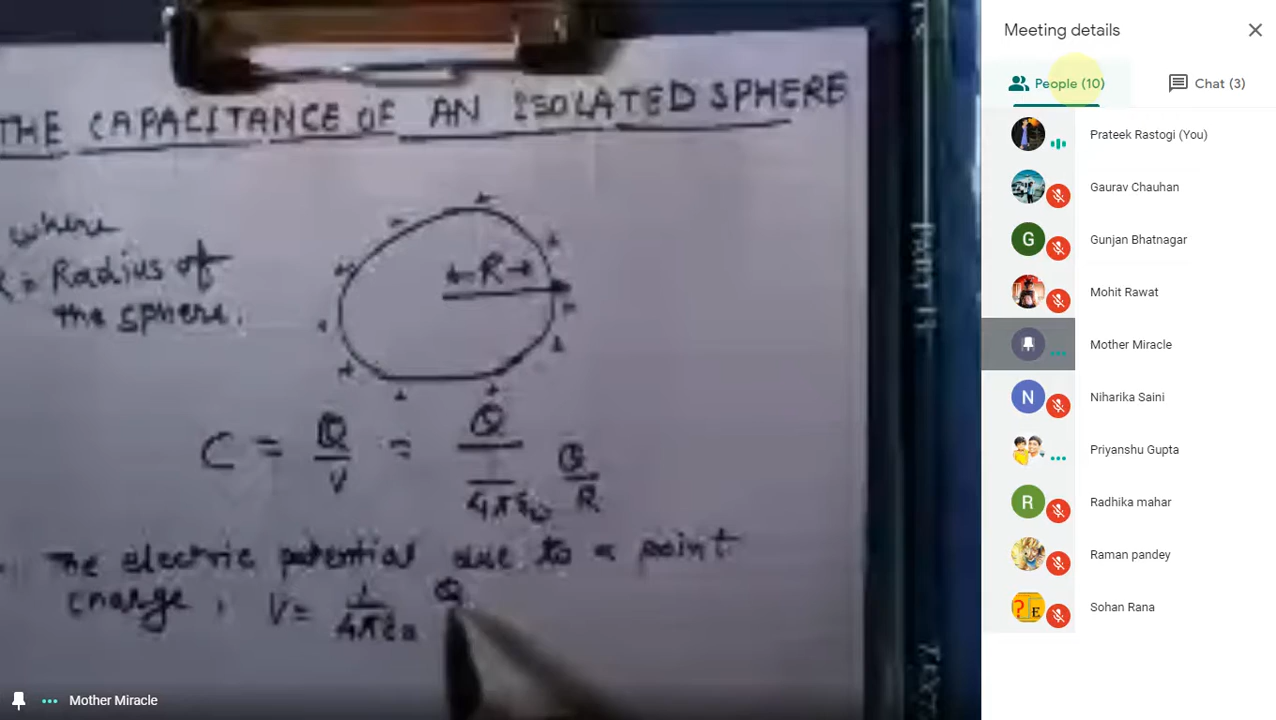 THE CAPACITANCE OF AN ISOLATED SPHERE
where
R = Radius of
the sphere.
← R →
C = Q/V = Q / (1/4πε₀ Q/R)
The electric potential due to a point
charge, V = 1/4πε₀ Q
Mother Miracle
Meeting details
People (10)
Chat (3)
Prateek Rastogi (You)
Gaurav Chauhan
G
Gunjan Bhatnagar
Mohit Rawat
Mother Miracle
N
Niharika Saini
Priyanshu Gupta
R
Radhika mahar
Raman pandey
? E
Sohan Rana